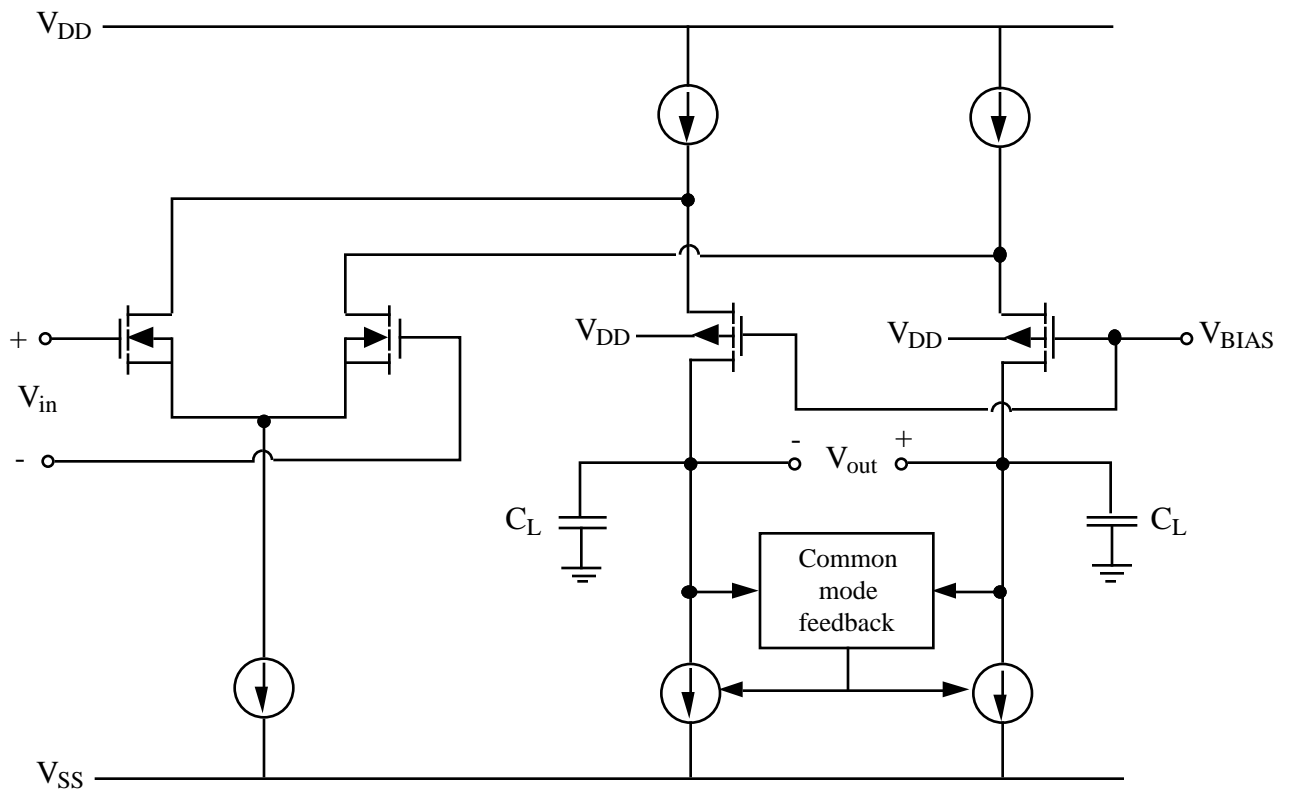 VDD
VDD
VDD
VBIAS
+
Vin
-
- Vout +
CL
CL
Common
mode
feedback
VSS